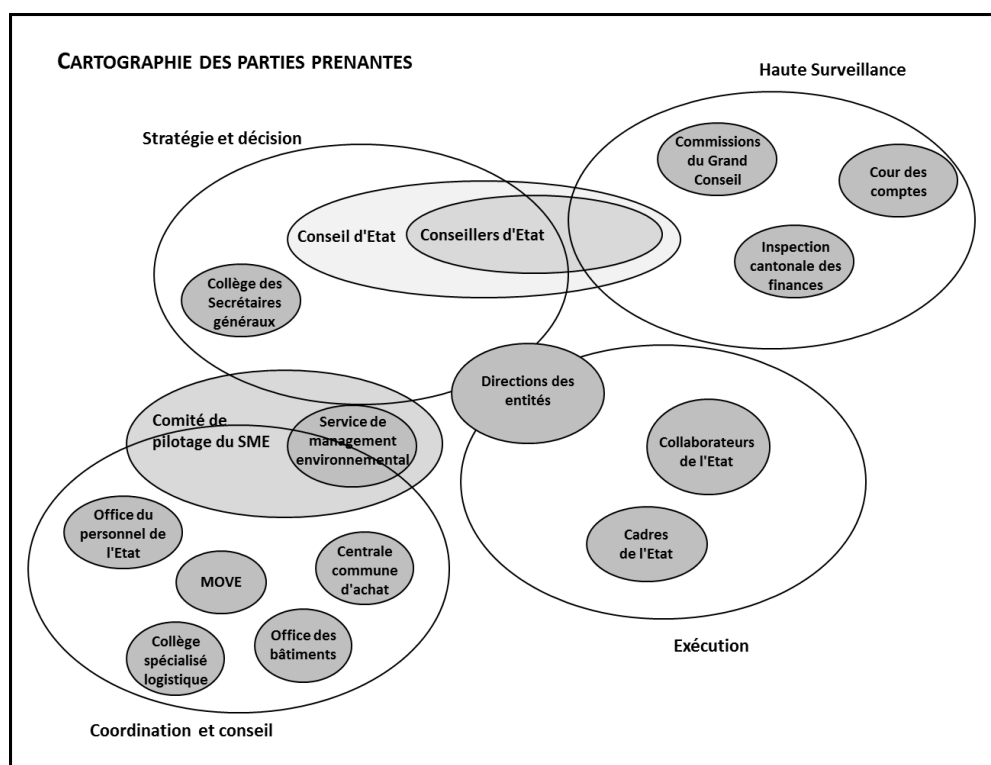 CARTOGRAPHIE DES PARTIES PRENANTES
Haute Surveillance
Stratégie et décision
Commissions
du Grand
Conseil
Cour des
comptes
Conseil d'Etat
Conseillers d'Etat
Inspection
cantonale des
finances
Collège des
Secrétaires
généraux
Directions des
entités
Comité de
pilotage du SME
Service de
management
environnemental
Collaborateurs
de l'Etat
Office du
personnel de
l'Etat
Cadres
de l'Etat
Centrale
commune
d'achat
MOVE
Collège
spécialisé
logistique
Office des
bâtiments
Exécution
Coordination et conseil